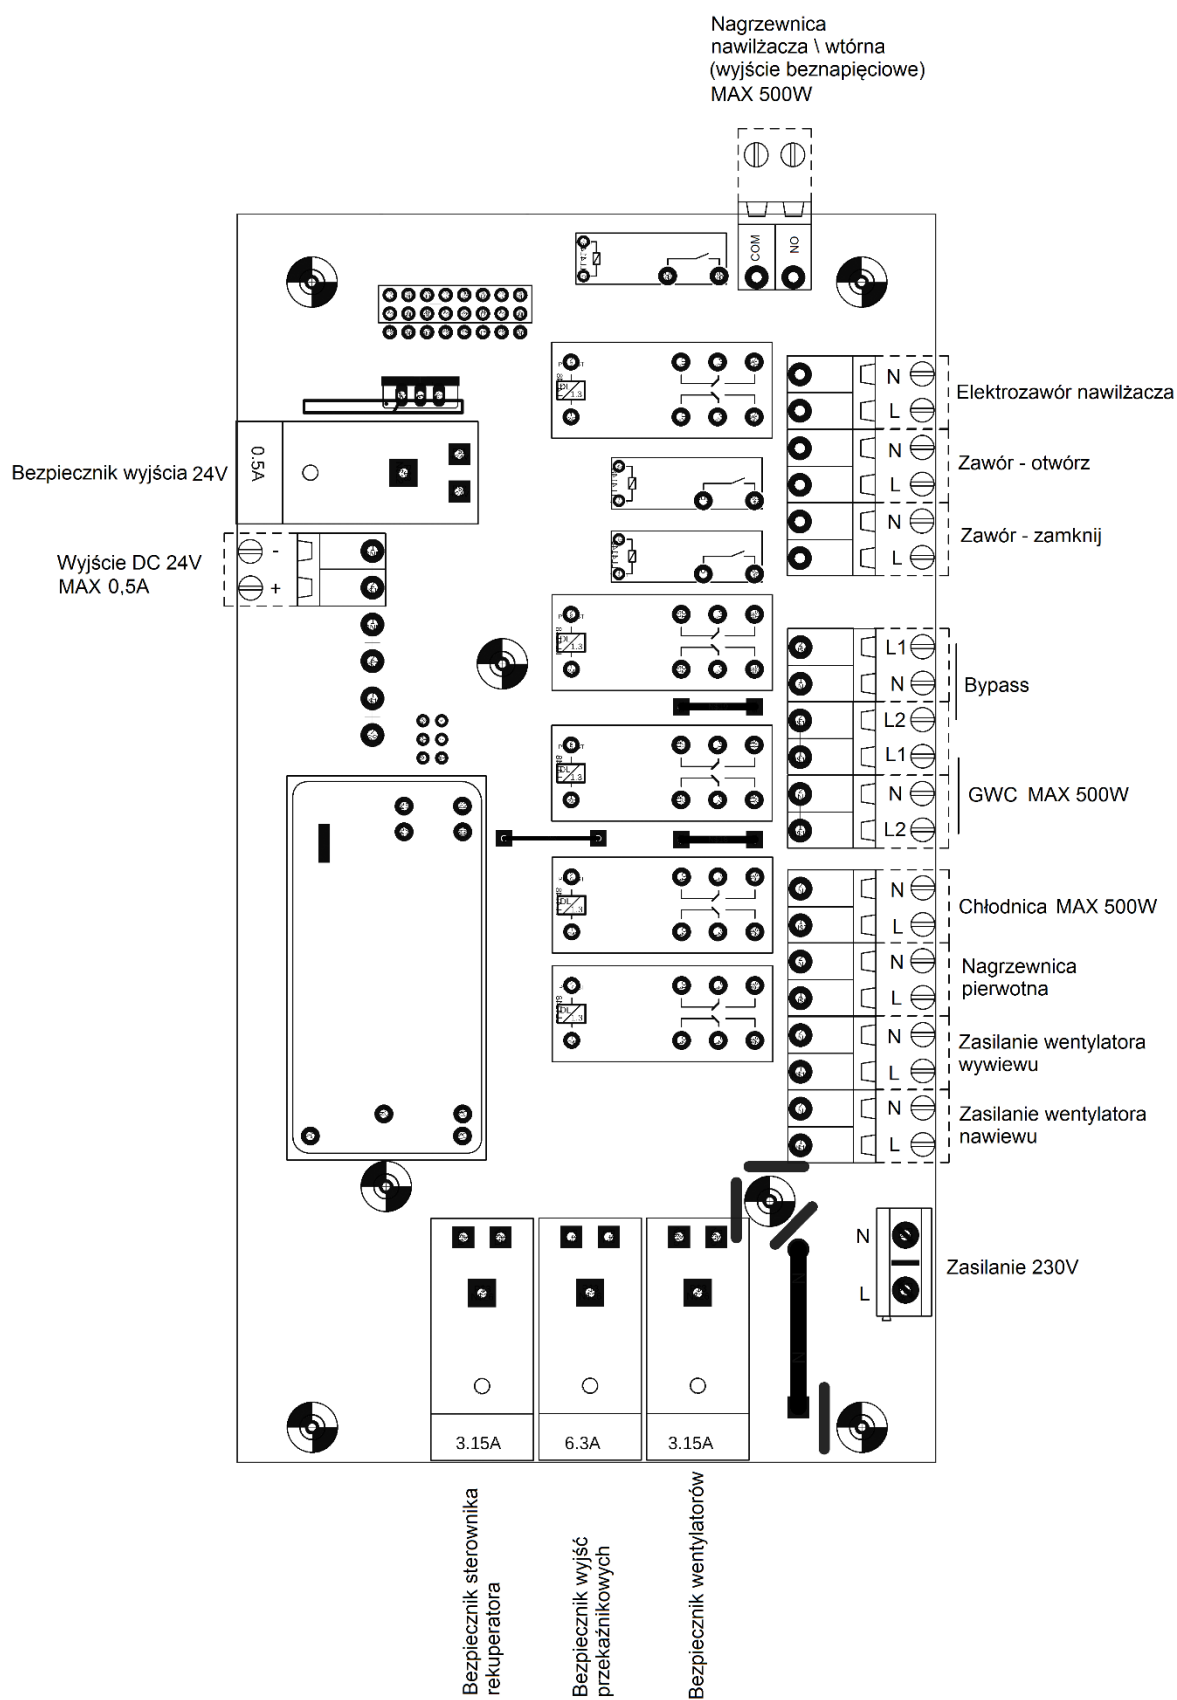 Nagrzewnica
nawilżacza \ wtórna
(wyjście beznapięciowe)
MAX 500W
COM
NO
N
L
Elektrozawór nawilżacza
N
L
Zawór - otwórz
N
L
Zawór - zamknij
Bezpiecznik wyjścia 24V
0.5A
Wyjście DC 24V
MAX 0,5A
-
+
L1
N
L2
Bypass
L1
N
L2
GWC MAX 500W
N
L
Chłodnica MAX 500W
N
L
Nagrzewnica
pierwotna
N
L
Zasilanie wentylatora
wywiewu
N
L
Zasilanie wentylatora
nawiewu
N
L
Zasilanie 230V
3.15A
6.3A
3.15A
Bezpiecznik sterownika
rekuperatora
Bezpiecznik wyjść
przekaźnikowych
Bezpiecznik wentylatorów